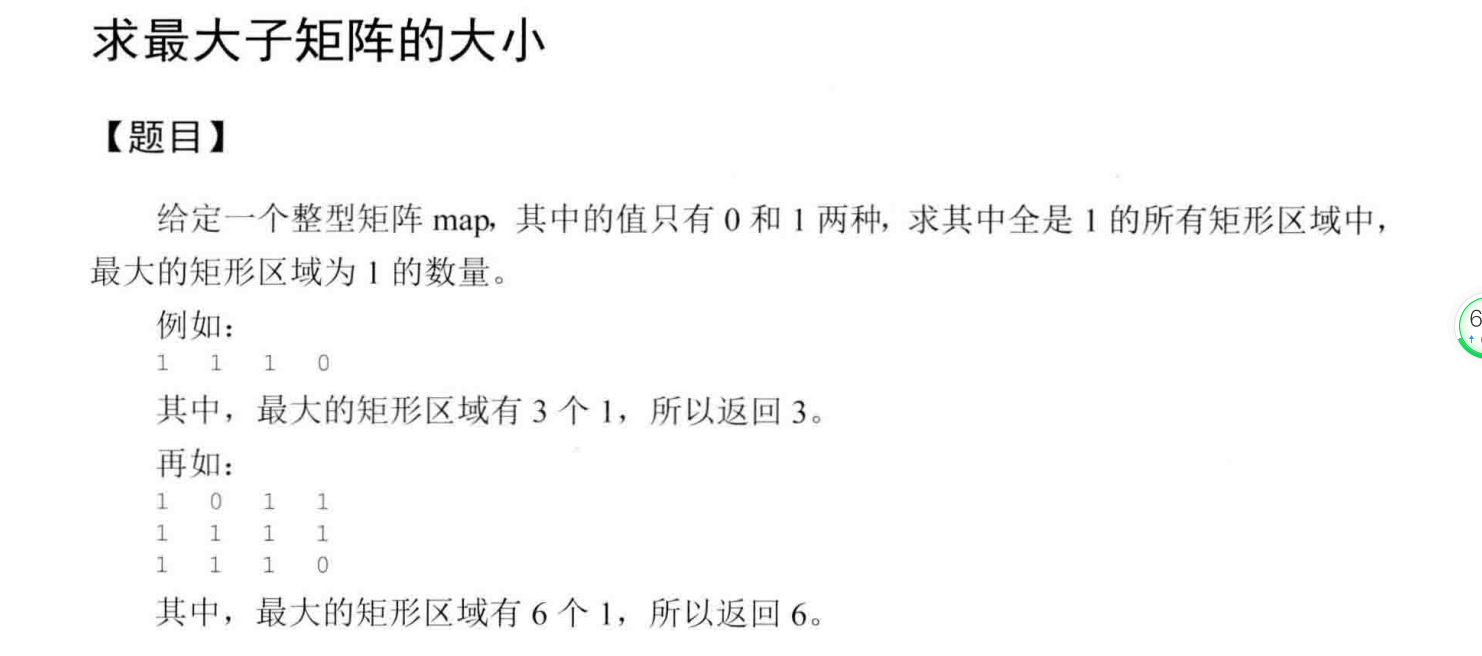 求最大子矩阵的大小
【题目】
给定一个整型矩阵 map，其中的值只有 0 和 1 两种，求其中全是 1 的所有矩形区域中，
最大的矩形区域为 1 的数量。
例如：
1 1 1 0
其中，最大的矩形区域有 3 个 1，所以返回 3。
再如：
1 0 1 1
1 1 1 1
1 1 1 0
其中，最大的矩形区域有 6 个 1，所以返回 6。